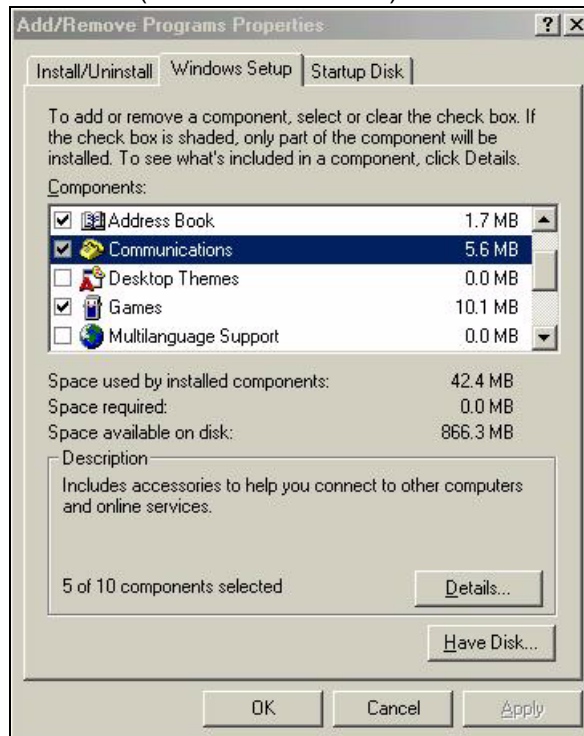 Add/Remove Programs Properties
Install/Uninstall Windows Setup Startup Disk
To add or remove a component, select or clear the check box. If
the check box is shaded, only part of the component will be
installed. To see what's included in a component, click Details.
Components:
Address Book 1.7 MB
Communications 5.6 MB
Desktop Themes 0.0 MB
Games 10.1 MB
Multilanguage Support 0.0 MB
Space used by installed components: 42.4 MB
Space required: 0.0 MB
Space available on disk: 866.3 MB
Description
Includes accessories to help you connect to other computers
and online services.
5 of 10 components selected
Details...
Have Disk...
OK Cancel Apply